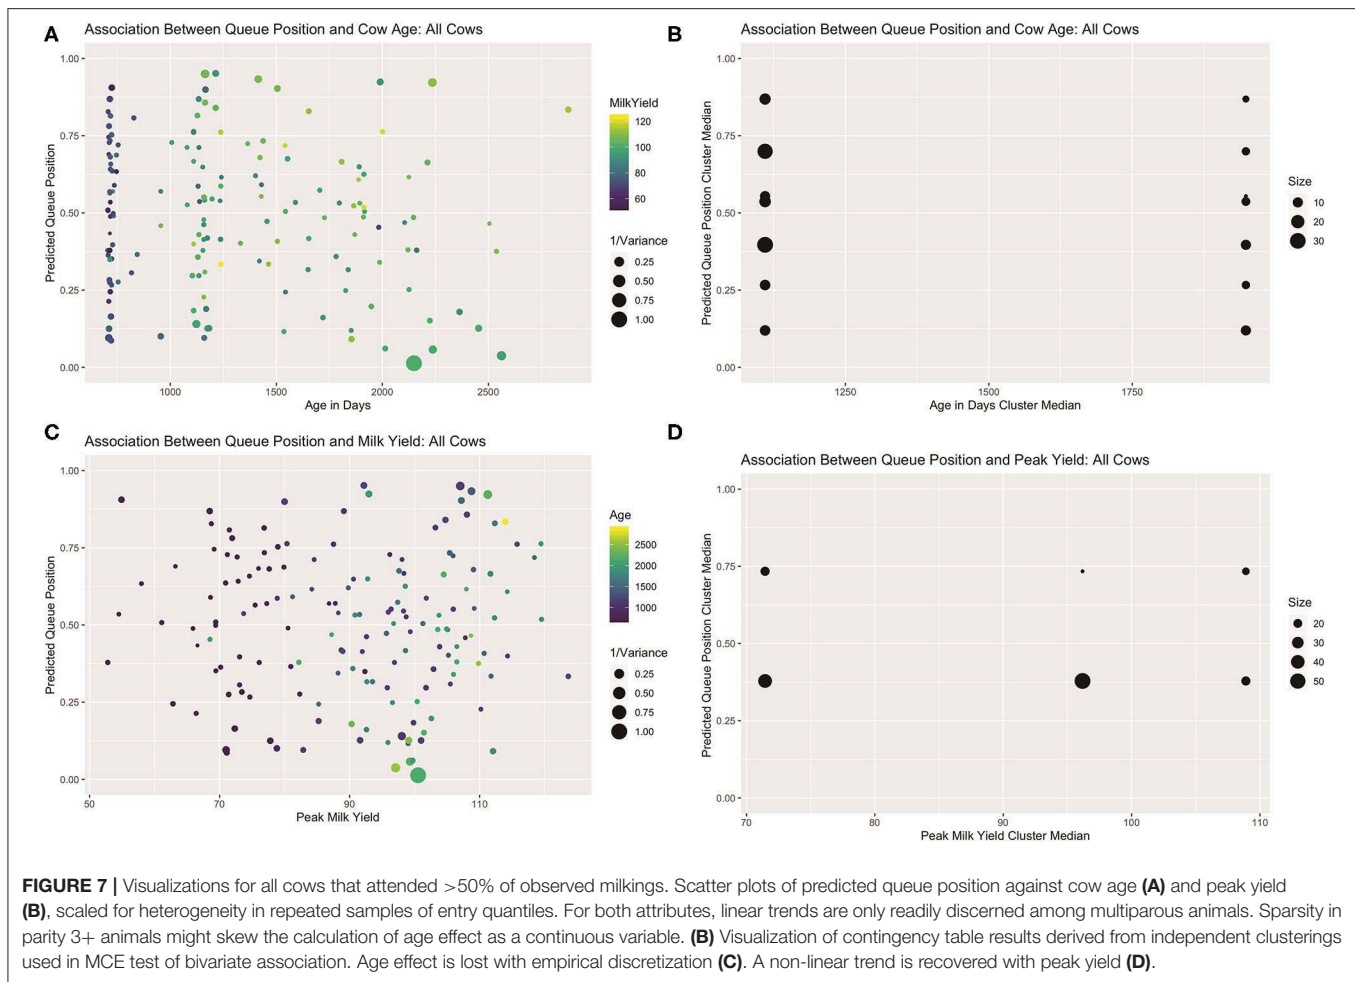 A
Association Between Queue Position and Cow Age: All Cows
1.00
0.75
0.50
0.25
0.00
Predicted Queue Position
1000
1500
2000
2500
Age in Days
MilkYield
120
100
80
60
1/Variance
0.25
0.50
0.75
1.00
B
Association Between Queue Position and Cow Age: All Cows
1.00
0.75
0.50
0.25
0.00
Predicted Queue Position Cluster Median
1250
1500
1750
Age in Days Cluster Median
Size
10
20
30
C
Association Between Queue Position and Milk Yield: All Cows
1.00
0.75
0.50
0.25
0.00
Predicted Queue Position
50
70
90
110
Peak Milk Yield
Age
2500
2000
1500
1000
1/Variance
0.25
0.50
0.75
1.00
D
Association Between Queue Position and Peak Yield: All Cows
1.00
0.75
0.50
0.25
0.00
Predicted Queue Position Cluster Median
70
80
90
100
110
Peak Milk Yield Cluster Median
Size
20
30
40
50
FIGURE 7 | Visualizations for all cows that attended >50% of observed milkings. Scatter plots of predicted queue position against cow age (A) and peak yield
(B), scaled for heterogeneity in repeated samples of entry quantiles. For both attributes, linear trends are only readily discerned among multiparous animals. Sparsity in
parity 3+ animals might skew the calculation of age effect as a continuous variable. (B) Visualization of contingency table results derived from independent clusterings
used in MCE test of bivariate association. Age effect is lost with empirical discretization (C). A non-linear trend is recovered with peak yield (D).